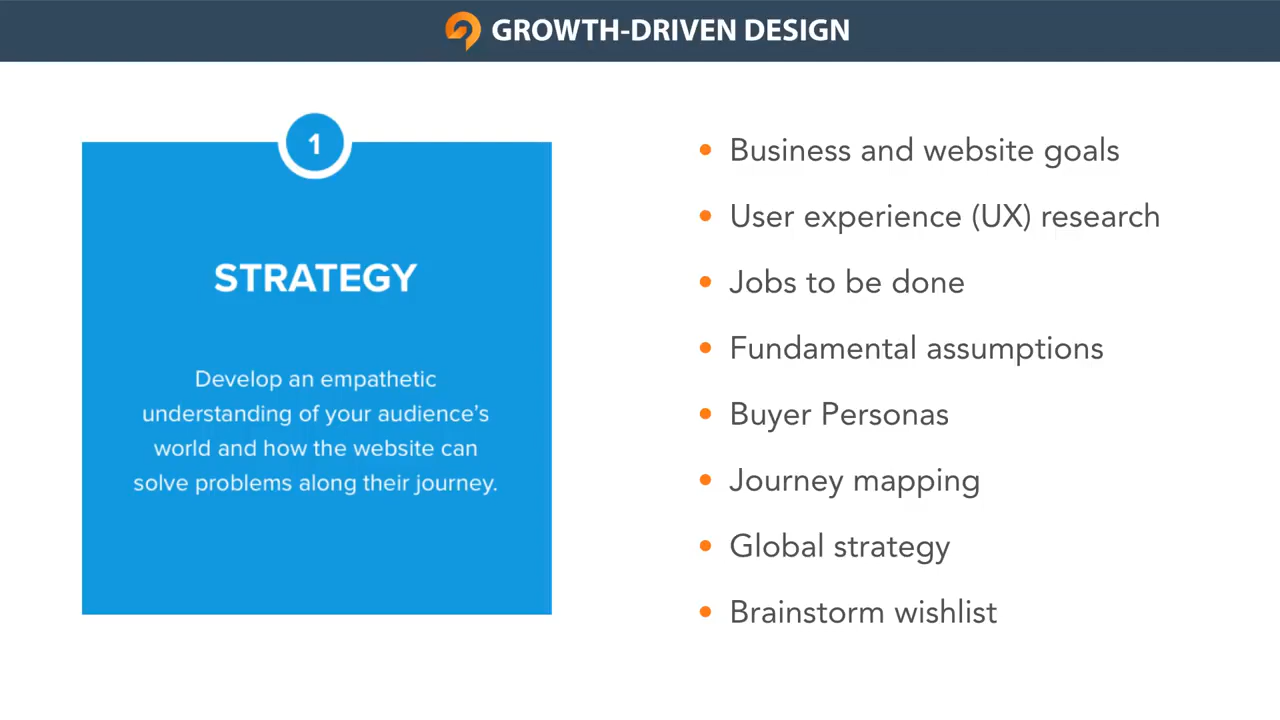 GROWTH-DRIVEN DESIGN
1
STRATEGY
Develop an empathetic
understanding of your audience's
world and how the website can
solve problems along their journey.
• Business and website goals
• User experience (UX) research
• Jobs to be done
• Fundamental assumptions
• Buyer Personas
• Journey mapping
• Global strategy
• Brainstorm wishlist